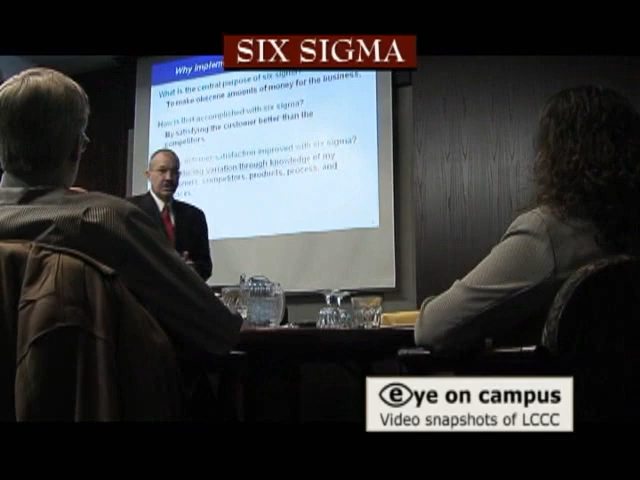 SIX SIGMA
Why Implem
What is the central purpose of six sigma?
To make obscene amounts of money for the business.
How is that accomplished with six sigma?
By satisfying the customer better than the
competitors
customer satisfaction improved with six sigma?
reducing variation through knowledge of my
competitors, products, process, and
eye on campus
Video snapshots of LCCC